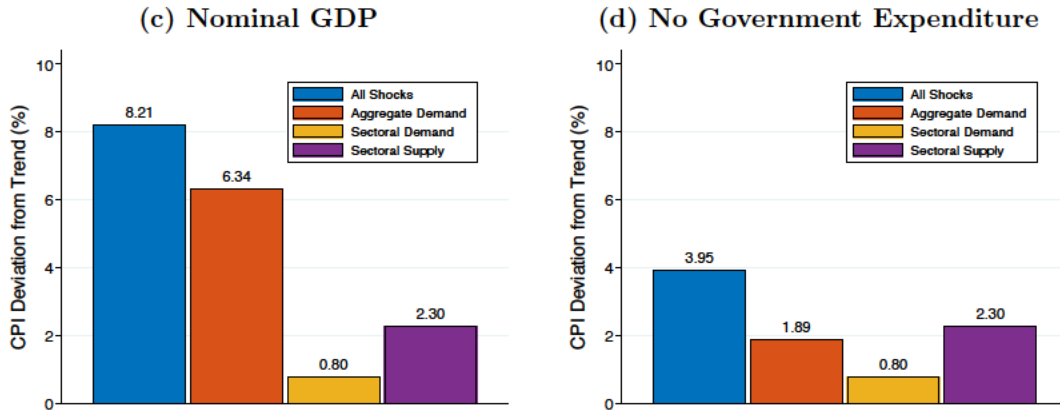 (c) Nominal GDP
CPI Deviation from Trend (%)
10
8
6
4
2
0
8.21
6.34
0.80
2.30
All Shocks
Aggregate Demand
Sectoral Demand
Sectoral Supply
(d) No Government Expenditure
CPI Deviation from Trend (%)
10
8
6
4
2
0
3.95
1.89
0.80
2.30
All Shocks
Aggregate Demand
Sectoral Demand
Sectoral Supply